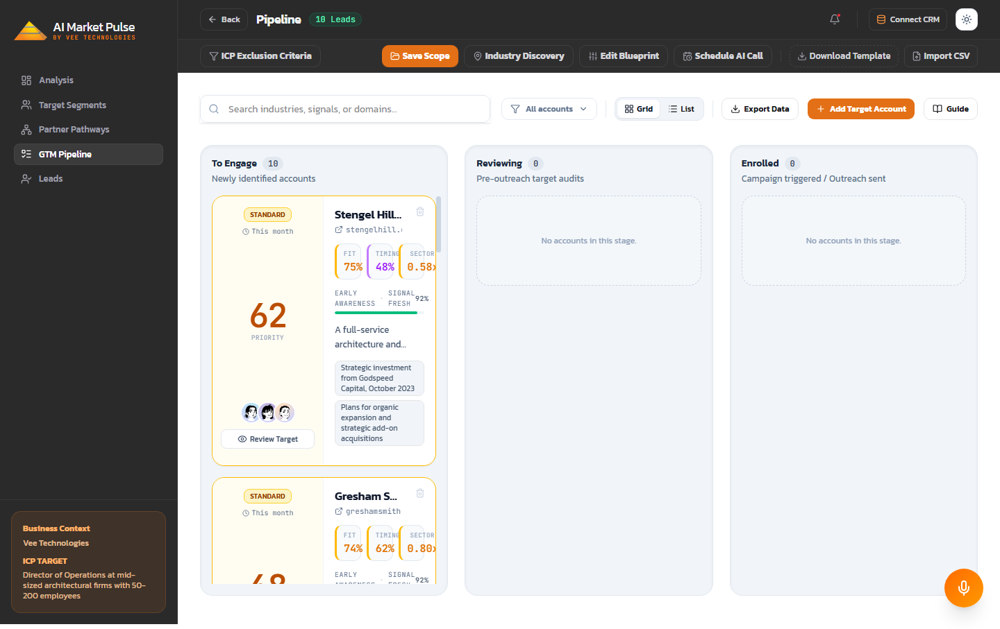 AI Market Pulse
BY VEE TECHNOLOGIES
Analysis
Target Segments
Partner Pathways
GTM Pipeline
Leads
Business Context
Vee Technologies
ICP TARGET
Director of Operations at mid-
sized architectural firms with 50-
200 employees
Back
Pipeline
10 Leads
Connect CRM
ICP Exclusion Criteria
Save Scope
Industry Discovery
Edit Blueprint
Schedule AI Call
Download Template
Import CSV
Search industries, signals, or domains...
All accounts
Grid
List
Export Data
Add Target Account
Guide
To Engage 10
Newly identified accounts
STANDARD
This month
62
PRIORITY
Review Target
Stengel Hill...
stengelhill.
FIT
75%
TIMING
48%
SECTOR
0.58x
EARLY
AWARENESS
·
SIGNAL
FRESH
92%
A full-service
architecture and...
Strategic investment
from Godspeed
Capital, October 2023
Plans for organic
expansion and
strategic add-on
acquisitions
STANDARD
This month
Gresham S...
greshamsmith
FIT
74%
TIMING
62%
SECTOR
0.80x
EARLY
AWARENESS
·
SIGNAL
FRESH
92%
Reviewing 0
Pre-outreach target audits
No accounts in this stage.
Enrolled 0
Campaign triggered / Outreach sent
No accounts in this stage.